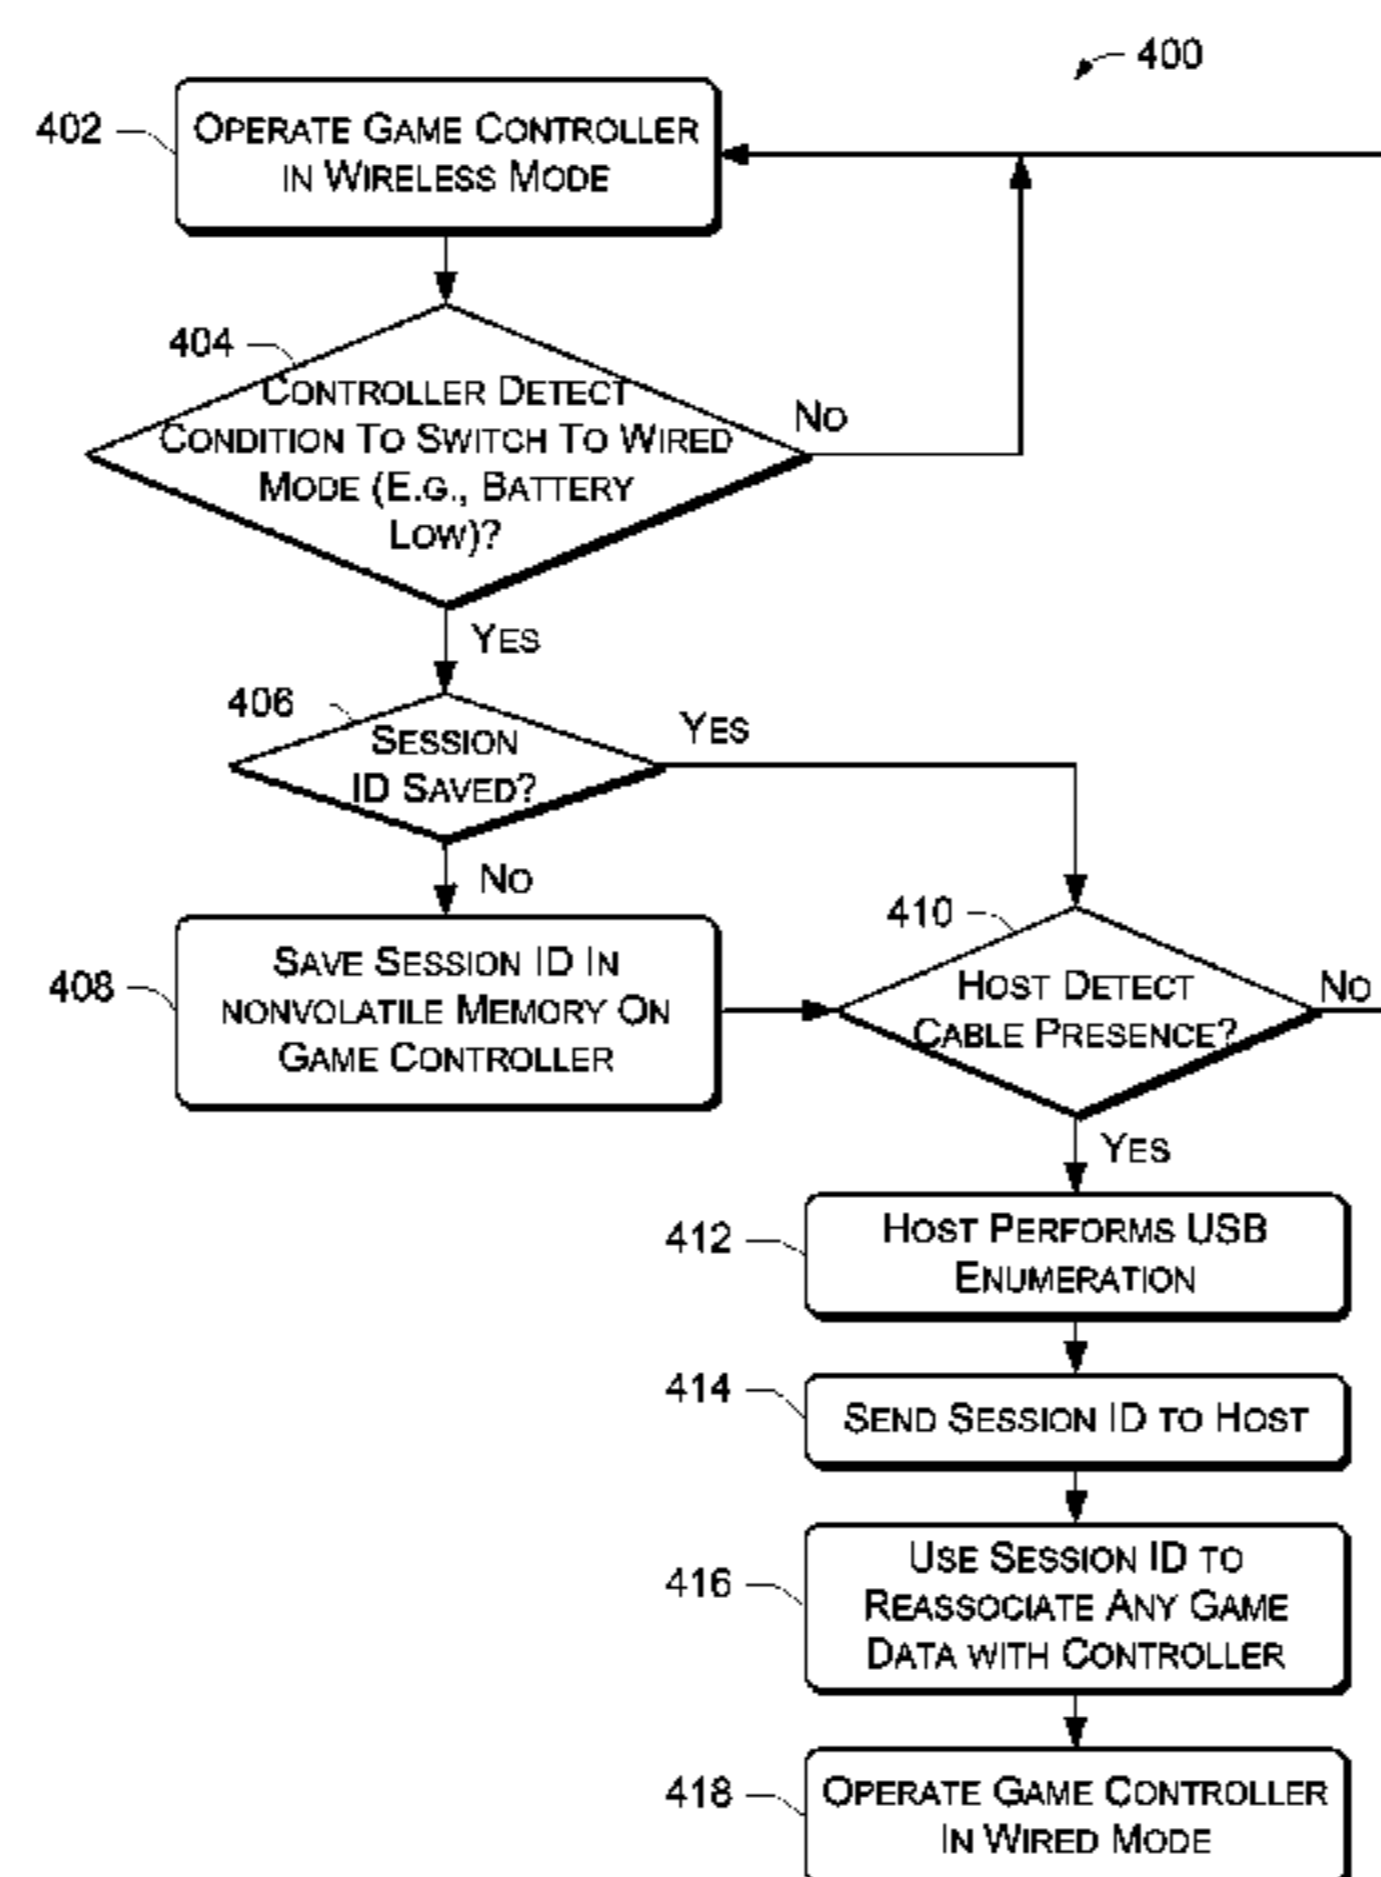 400
402
OPERATE GAME CONTROLLER
IN WIRELESS MODE
404
CONTROLLER DETECT
CONDITION TO SWITCH TO WIRED
MODE (E.G., BATTERY
LOW)?
NO
YES
406
SESSION
ID SAVED?
YES
NO
408
SAVE SESSION ID IN
NONVOLATILE MEMORY ON
GAME CONTROLLER
410
HOST DETECT
CABLE PRESENCE?
NO
YES
412
HOST PERFORMS USB
ENUMERATION
414
SEND SESSION ID TO HOST
416
USE SESSION ID TO
REASSOCIATE ANY GAME
DATA WITH CONTROLLER
418
OPERATE GAME CONTROLLER
IN WIRED MODE